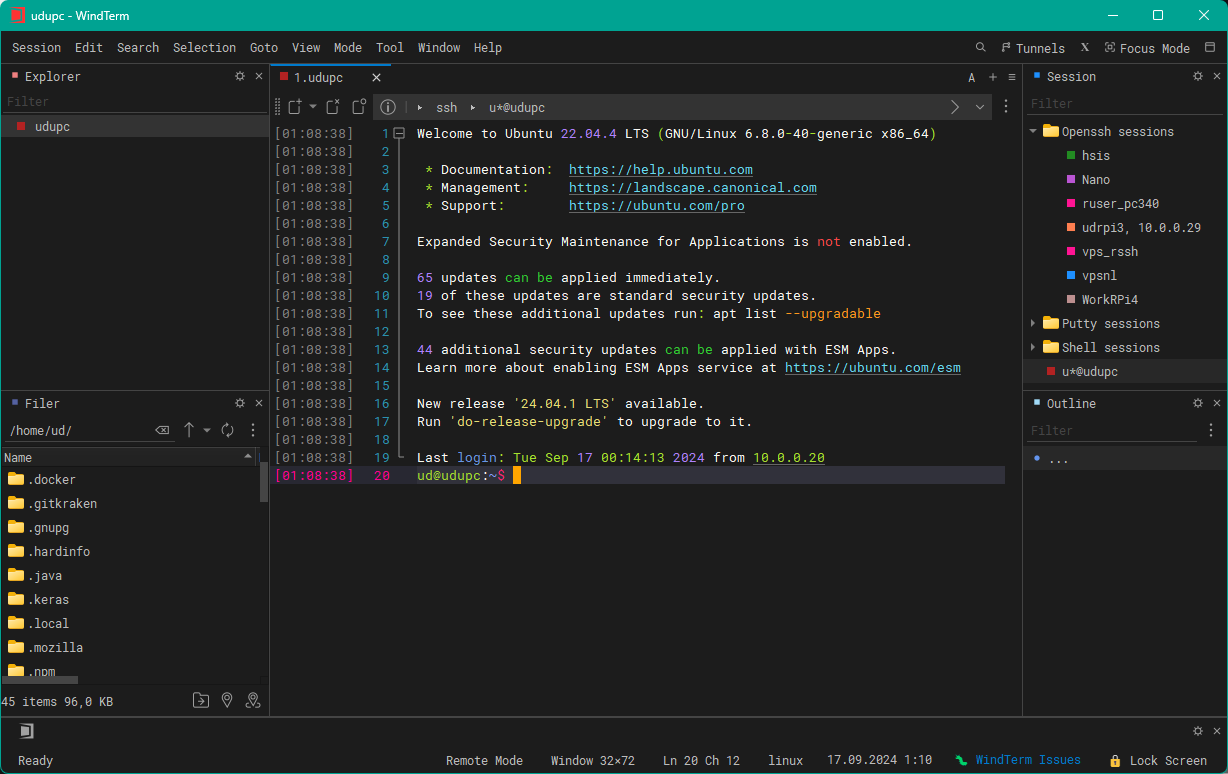 udupc - WindTerm
Session Edit Search Selection Goto View Mode Tool Window Help
Tunnels X Focus Mode
Explorer
Filter
udupc
1.udupc
A + ≡
ssh u*@udupc
[01:08:38] 1 Welcome to Ubuntu 22.04.4 LTS (GNU/Linux 6.8.0-40-generic x86_64)
[01:08:38] 2
[01:08:38] 3 * Documentation: https://help.ubuntu.com
[01:08:38] 4 * Management: https://landscape.canonical.com
[01:08:38] 5 * Support: https://ubuntu.com/pro
[01:08:38] 6
[01:08:38] 7 Expanded Security Maintenance for Applications is not enabled.
[01:08:38] 8
[01:08:38] 9 65 updates can be applied immediately.
[01:08:38] 10 19 of these updates are standard security updates.
[01:08:38] 11 To see these additional updates run: apt list --upgradable
[01:08:38] 12
[01:08:38] 13 44 additional security updates can be applied with ESM Apps.
[01:08:38] 14 Learn more about enabling ESM Apps service at https://ubuntu.com/esm
[01:08:38] 15
[01:08:38] 16 New release '24.04.1 LTS' available.
[01:08:38] 17 Run 'do-release-upgrade' to upgrade to it.
[01:08:38] 18
[01:08:38] 19 Last login: Tue Sep 17 00:14:13 2024 from 10.0.0.20
[01:08:38] 20 ud@udupc:~$
Session
Filter
Openssh sessions
hsis
Nano
ruser_pc340
udrpi3, 10.0.0.29
vps_rssh
vpsnl
WorkRPi4
Putty sessions
Shell sessions
u*@udupc
Outline
Filter
...
Filer
/home/ud/
Name
.docker
.gitkraken
.gnupg
.hardinfo
.java
.keras
.local
.mozilla
.npm
45 items 96,0 KB
Ready
Remote Mode Window 32×72 Ln 20 Ch 12 linux 17.09.2024 1:10 WindTerm Issues Lock Screen